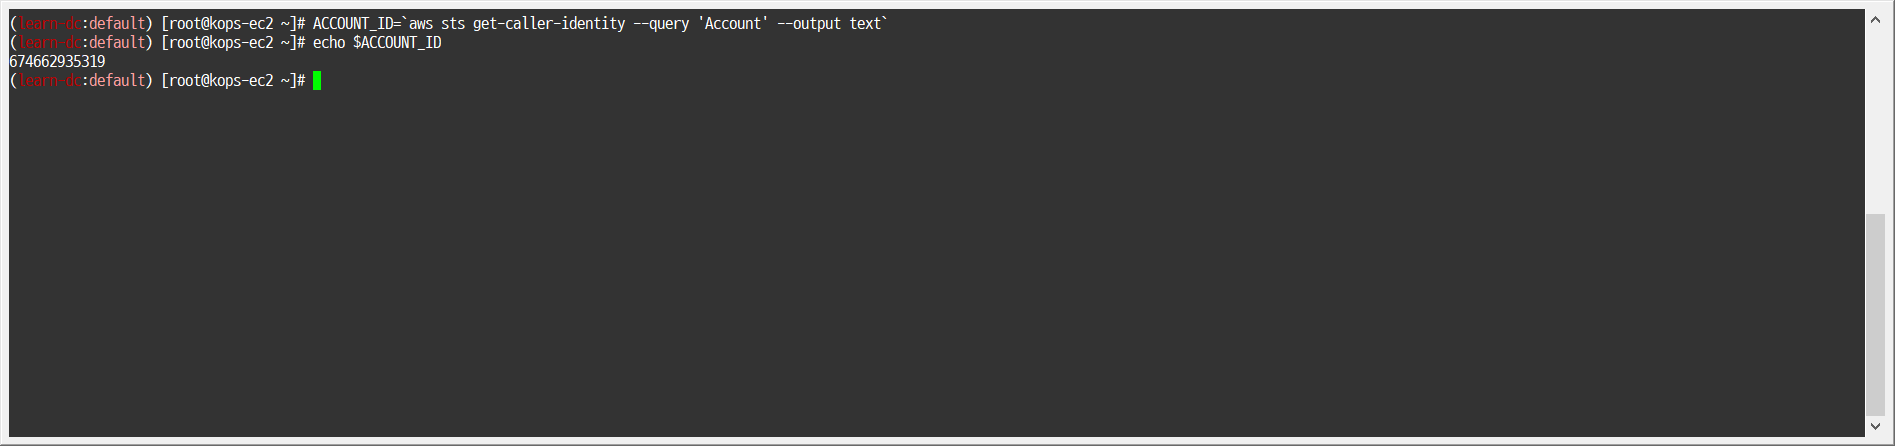 (learn-dc:default) [root@kops-ec2 ~]# ACCOUNT_ID=`aws sts get-caller-identity --query 'Account' --output text`
(learn-dc:default) [root@kops-ec2 ~]# echo $ACCOUNT_ID
674662935319
(learn-dc:default) [root@kops-ec2 ~]#